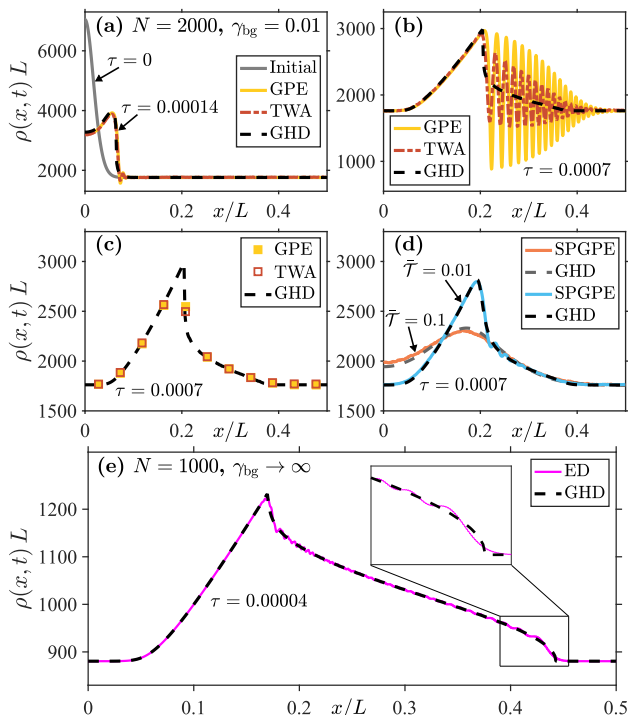 (a) N = 2000, γbg = 0.01
Initial
GPE
TWA
GHD
τ = 0
τ = 0.00014
ρ(x, t) L
8000
6000
4000
2000
0
0.2
0.4
x/L
(b)
GPE
TWA
GHD
τ = 0.0007
3000
2000
1000
0
0.2
0.4
x/L
(c)
GPE
TWA
GHD
τ = 0.0007
ρ(x, t) L
3000
2500
2000
1500
0
0.2
0.4
x/L
(d)
SPGPE
GHD
SPGPE
GHD
𝒯̄ = 0.01
𝒯̄ = 0.1
τ = 0.0007
3000
2500
2000
1500
0
0.2
0.4
x/L
(e) N = 1000, γbg → ∞
ED
GHD
τ = 0.00004
ρ(x, t) L
1200
1100
1000
900
0
0.1
0.2
0.3
0.4
0.5
x/L